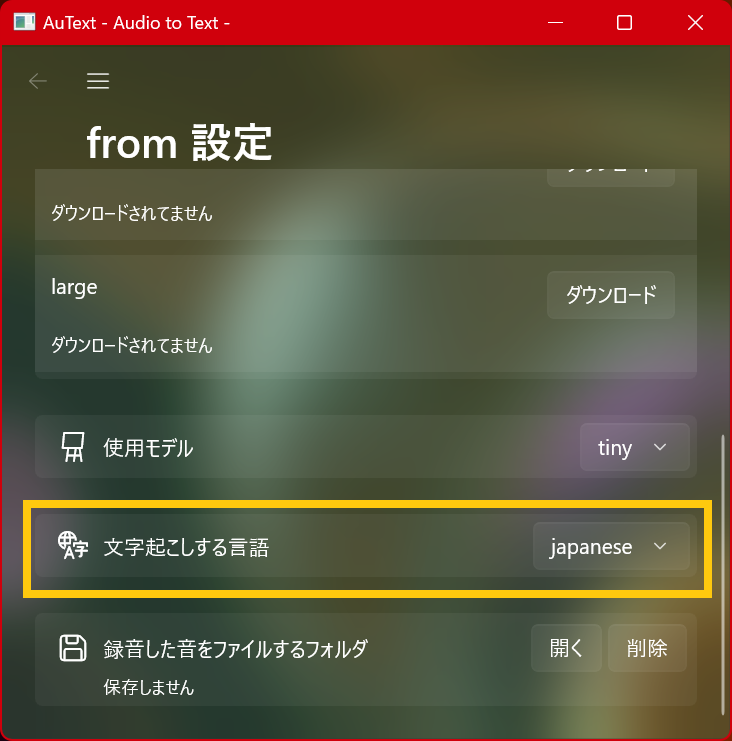 AuText - Audio to Text -
from 設定
ダウンロードされてません
large
ダウンロード
ダウンロードされてません
使用モデル
tiny
文字起こしする言語
japanese
録音した音をファイルするフォルダ
開く
削除
保存しません